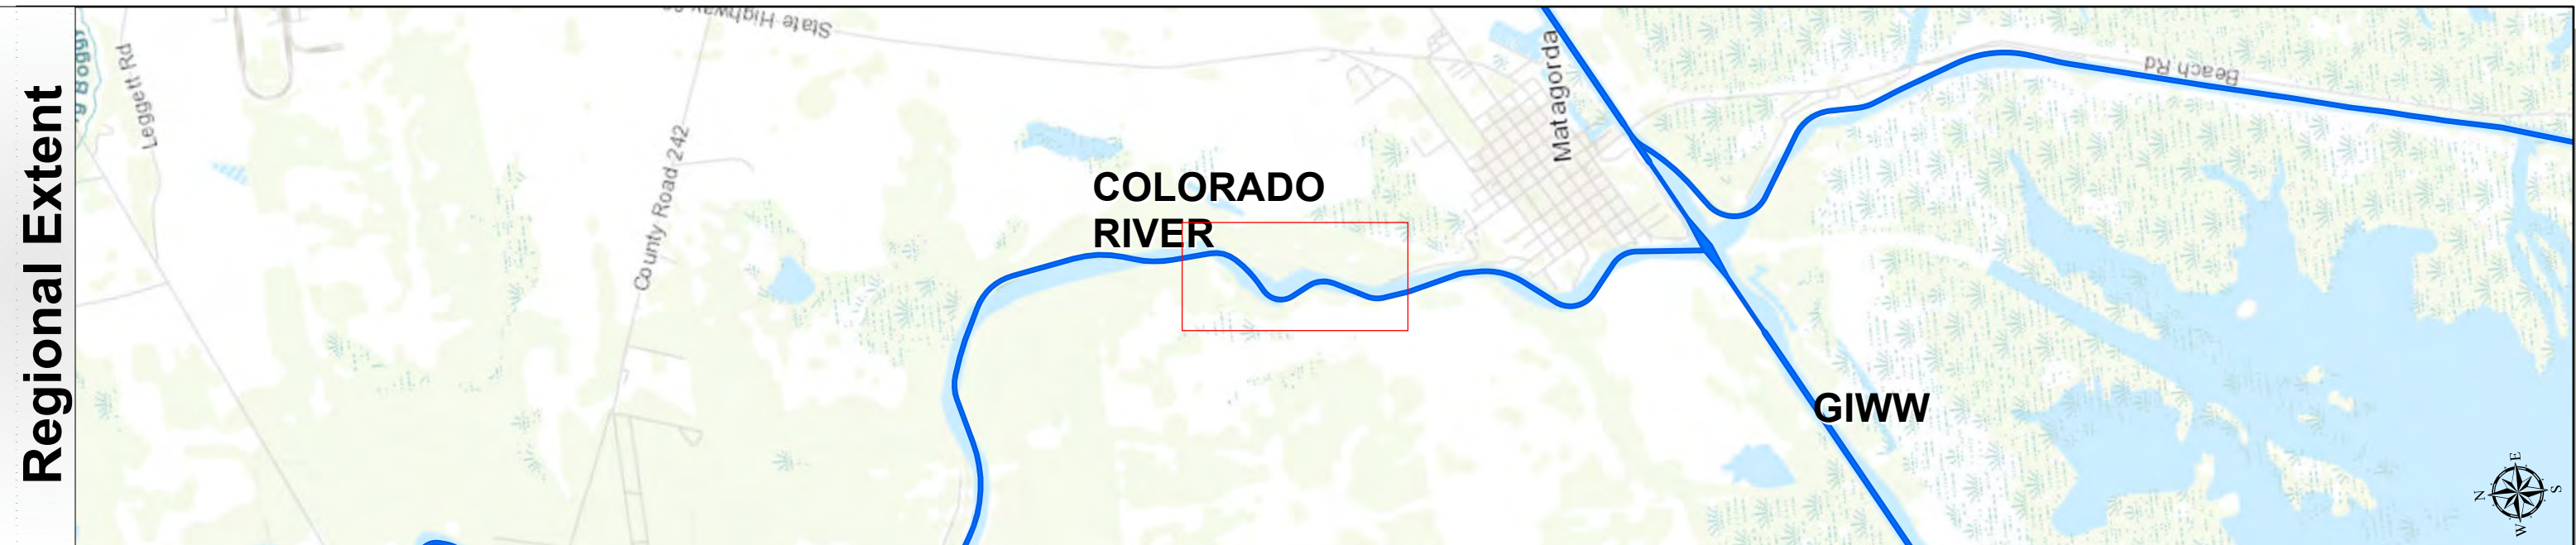 Regional Extent
Leggett Rd
State Highway
County Road 242
COLORADO
RIVER
Matagorda
Beach Rd
GIWW
N
E
S
W